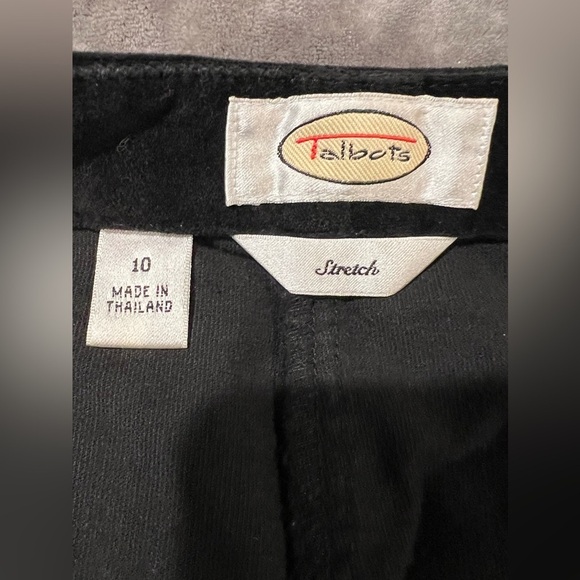 Talbots
Stretch
10
MADE IN
THAILAND